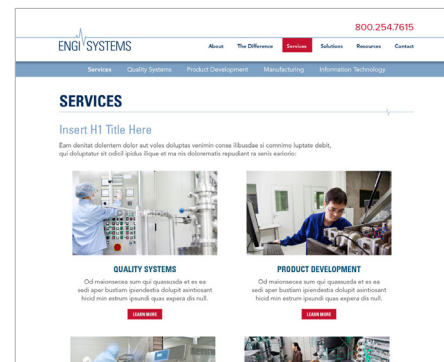 800.254.7615
ENGI SYSTEMS
About The Difference Services Solutions Resources Contact
Services Quality Systems Product Development Manufacturing Information Technology
SERVICES
Insert H1 Title Here
Eam denitat dolentem dolor aut voles doluptas venimin conse ilibusdae si comnimo luptate debit,
qui doluptatur sit odicil ipidus ilique et ma nis dolorematis repudiant ra senis eariorio:
QUALITY SYSTEMS
Od maionsecea sum qui quassusda et es ea
sedi aper bustiam ipiendestia dolupit asintiosant
hicid min estrum ipsundi quas expera dis null.
LEARN MORE
PRODUCT DEVELOPMENT
Od maionsecea sum qui quassusda et es ea
sedi aper bustiam ipiendestia dolupit asintiosant
hicid min estrum ipsundi quas expera dis null.
LEARN MORE